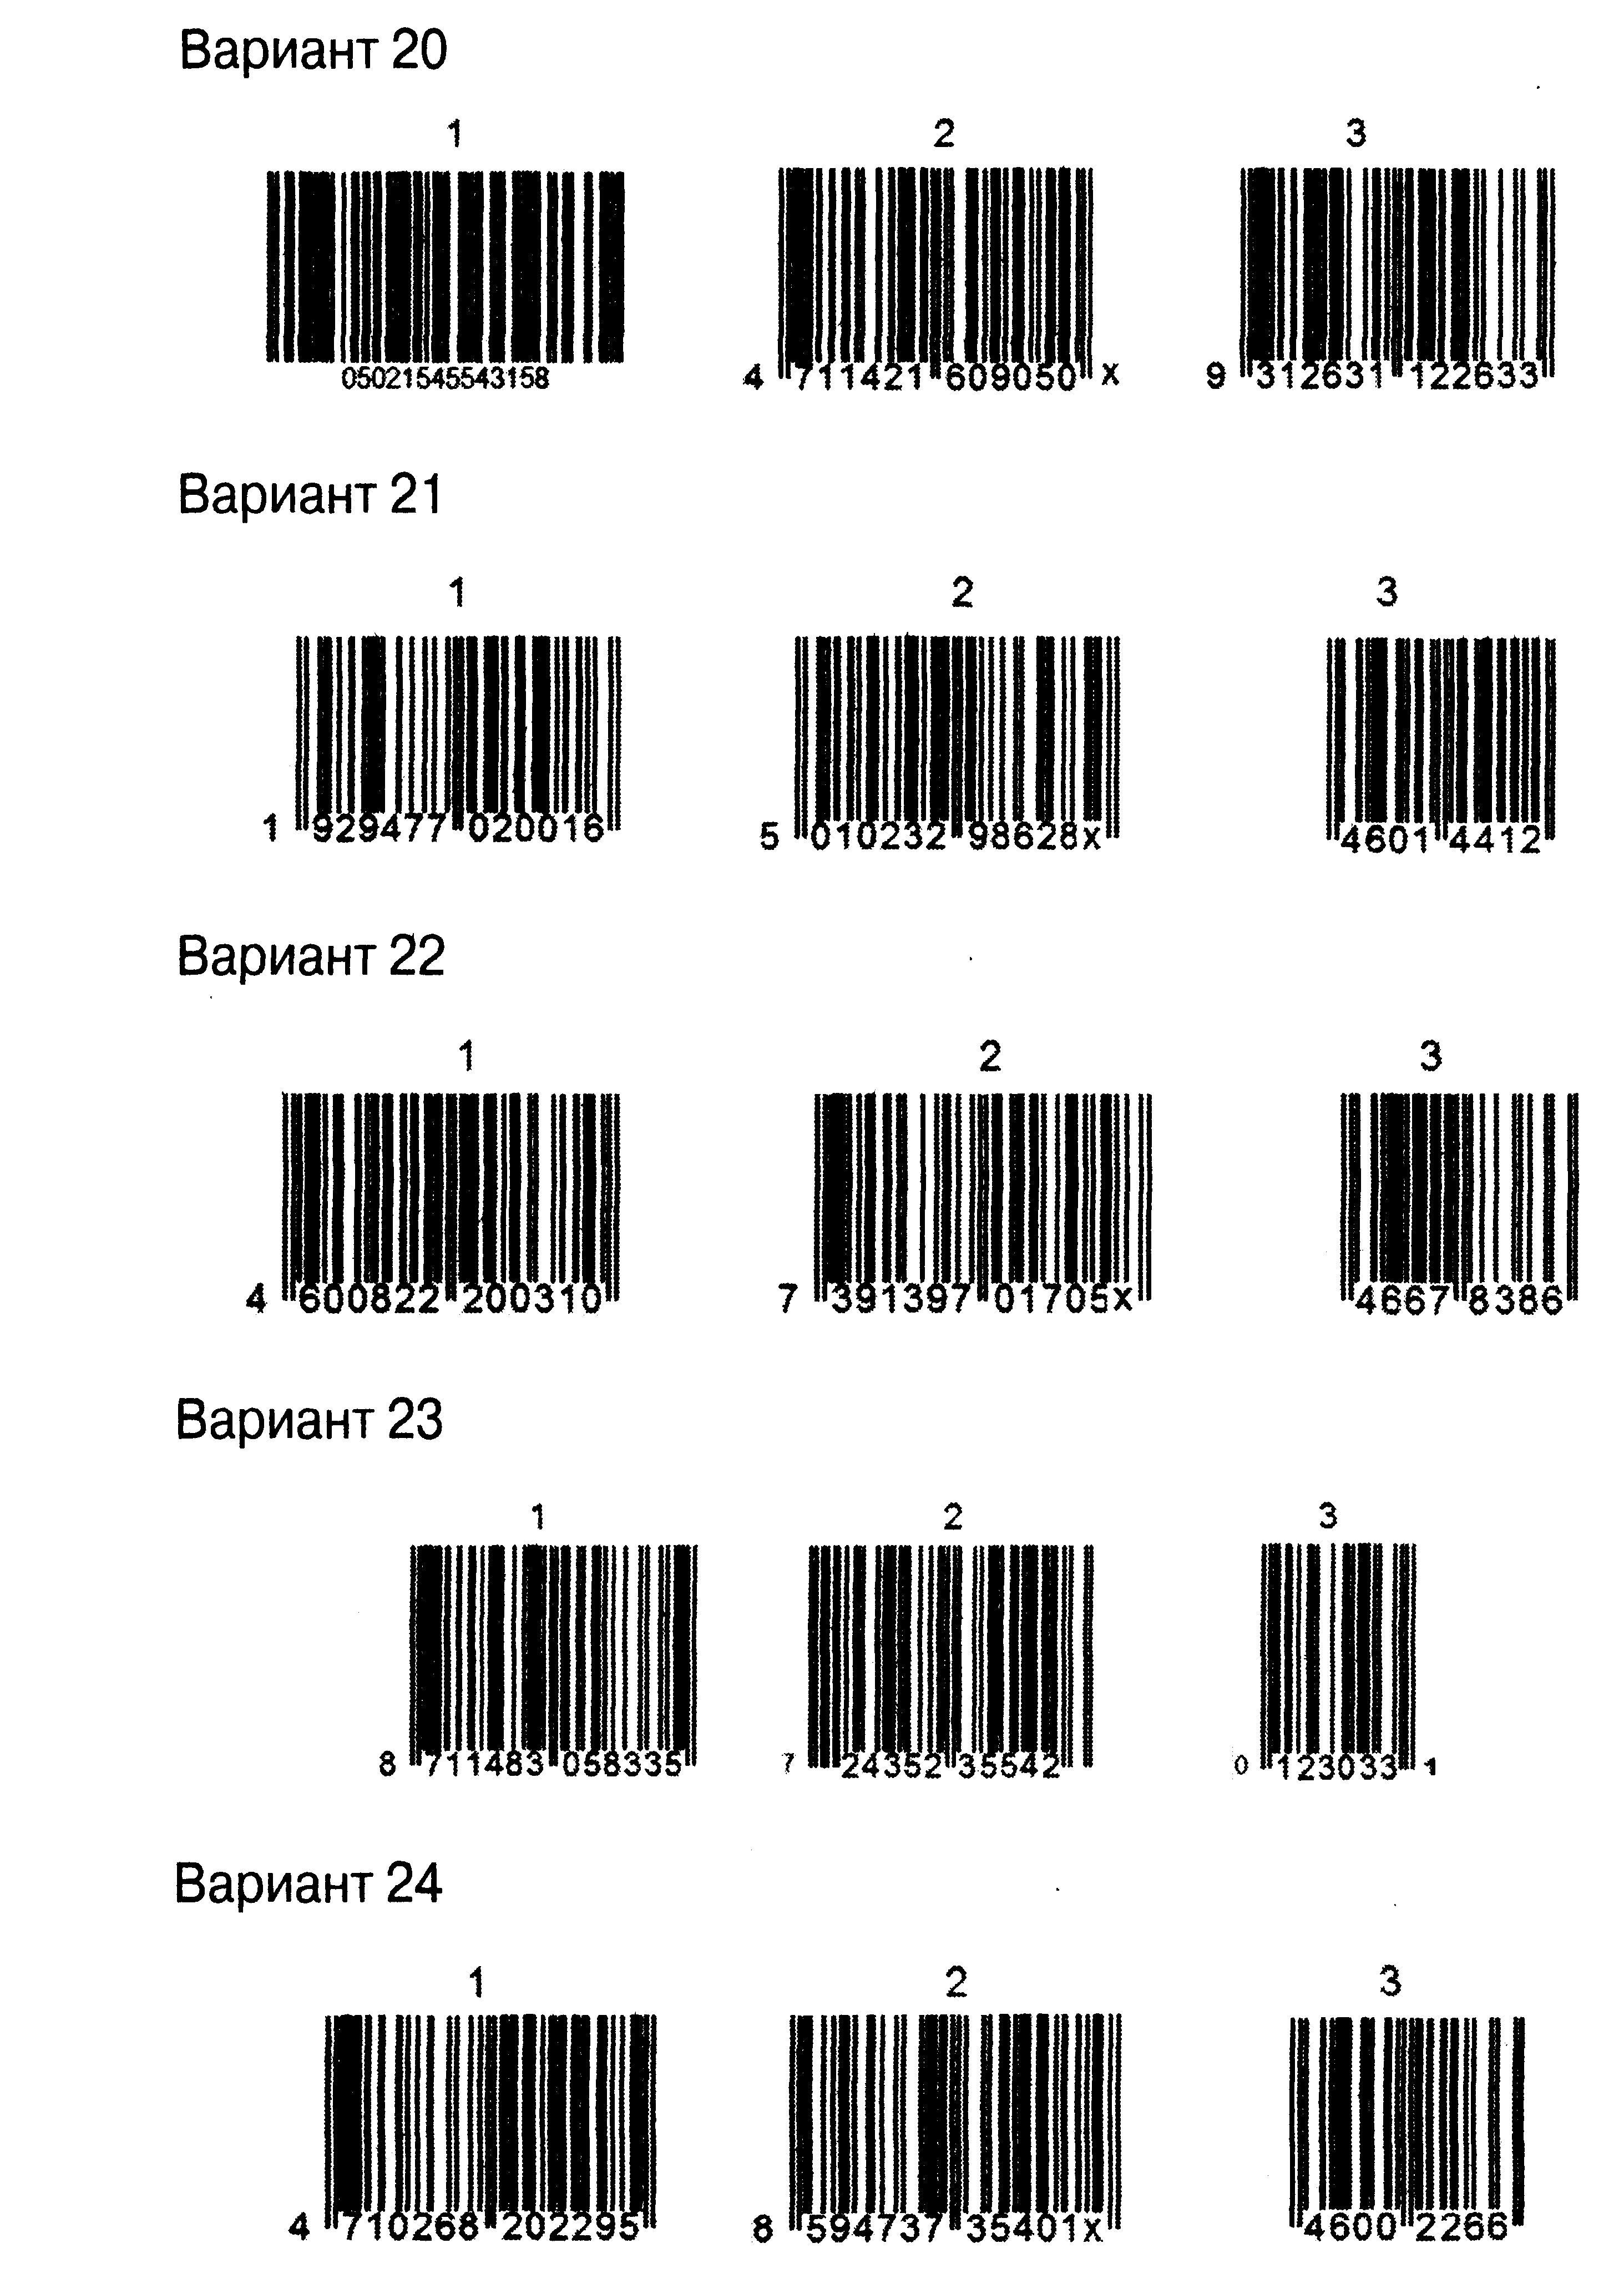 Вариант 20
1 2 3
05021545543158 4 711421 609050 x 9 312631 122633
Вариант 21
1 2 3
1 929477 020016 5 010232 98628x 4601 4412
Вариант 22
1 2 3
4 600822 200310 7 391397 01705x 4667 8386
Вариант 23
1 2 3
8 711483 058335 7 24352 35542 0 123033 1
Вариант 24
1 2 3
4 710268 202295 8 594737 35401x 4600 2266